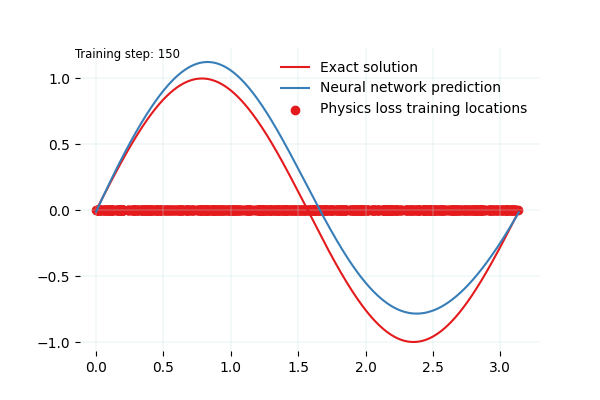 Training step: 150
Exact solution
Neural network prediction
Physics loss training locations
1.0
0.5
0.0
−0.5
−1.0
0.0 0.5 1.0 1.5 2.0 2.5 3.0